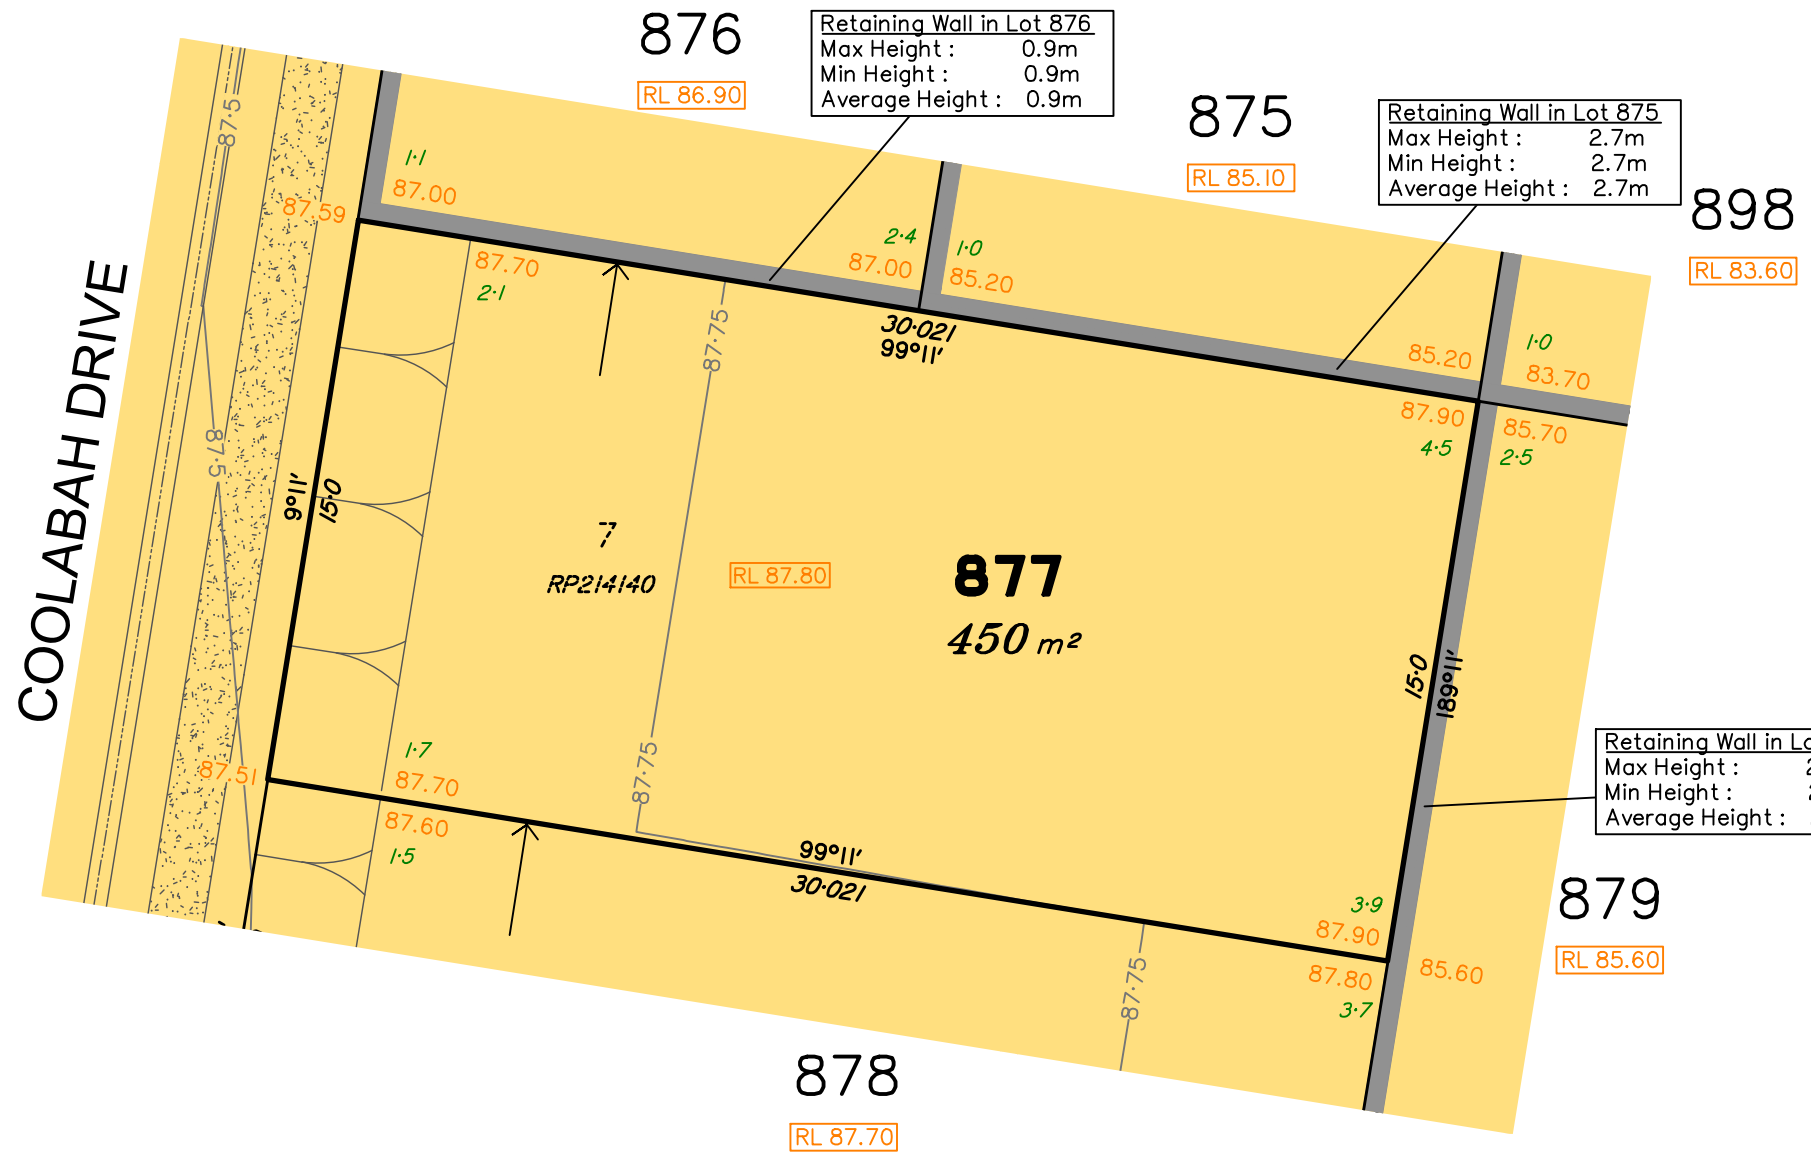 876
RL 86.90
Retaining Wall in Lot 876
Max Height : 0.9m
Min Height : 0.9m
Average Height : 0.9m
875
RL 85.10
Retaining Wall in Lot 875
Max Height : 2.7m
Min Height : 2.7m
Average Height : 2.7m
898
RL 83.60
COOLABAH DRIVE
87·5
87·5
87.59
1·1
87.00
87.70
2·1
2·4
87.00
1·0
85.20
87·75
30·021
99°11'
85.20
1·0
83.70
87.90
4·5
85.70
2·5
9°11'
15·0
7
RP214140
RL 87.80
877
450 m²
15·0
189°11'
87.51
1·7
87.70
87.60
1·5
87·75
99°11'
30·021
Retaining Wall in Lo
Max Height : 2
Min Height : 2
Average Height :
3·9
87.90
87.80
3·7
85.60
87·75
879
RL 85.60
878
RL 87.70